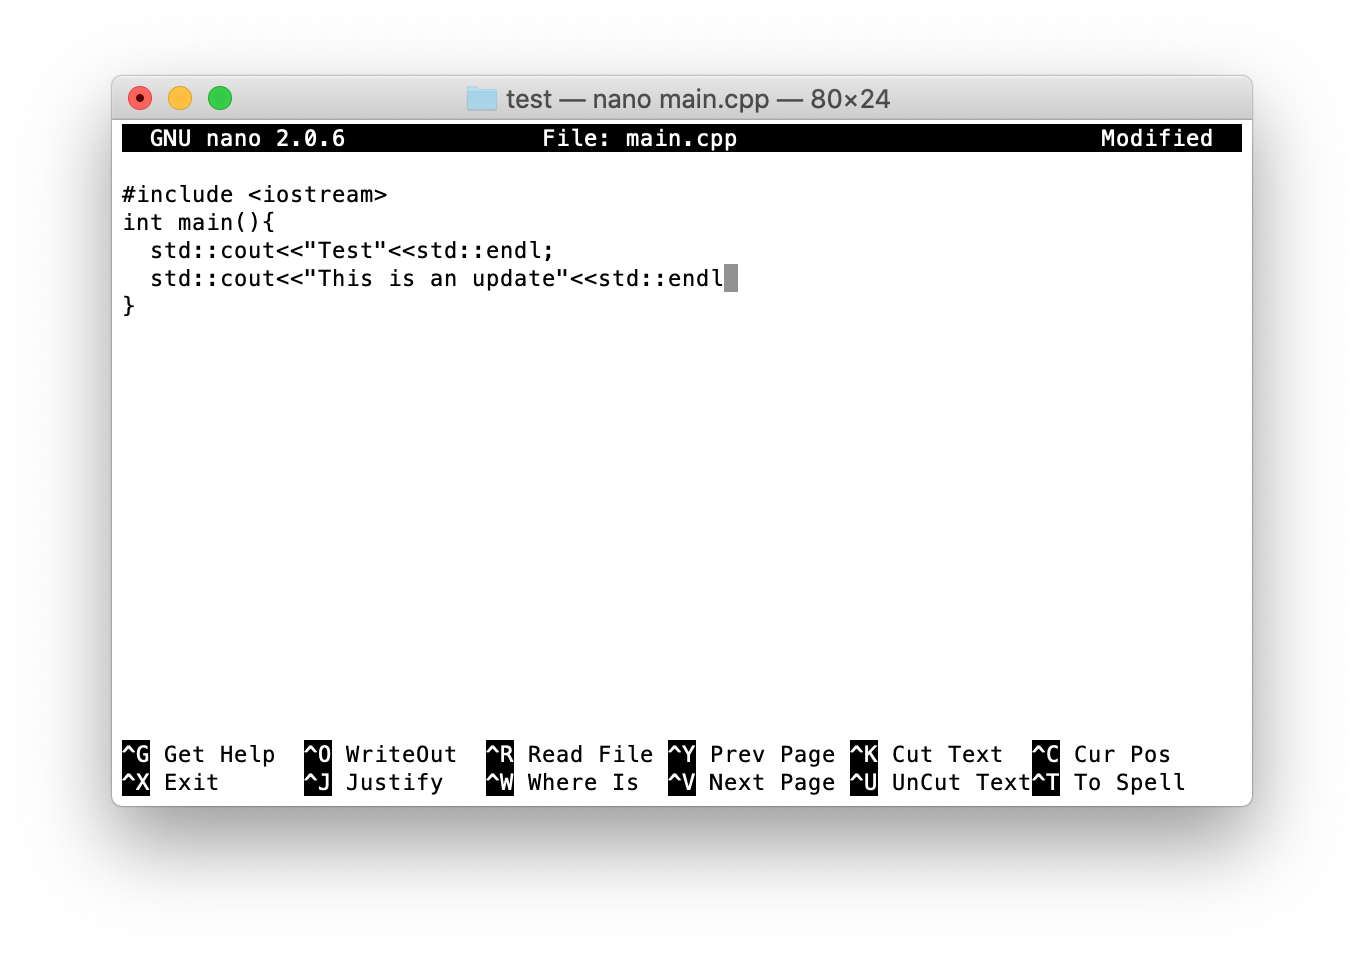 test — nano main.cpp — 80×24
GNU nano 2.0.6 File: main.cpp Modified
#include <iostream>
int main(){
  std::cout<<"Test"<<std::endl;
  std::cout<<"This is an update"<<std::endl
}
^G Get Help ^O WriteOut ^R Read File ^Y Prev Page ^K Cut Text ^C Cur Pos
^X Exit ^J Justify ^W Where Is ^V Next Page ^U UnCut Text ^T To Spell